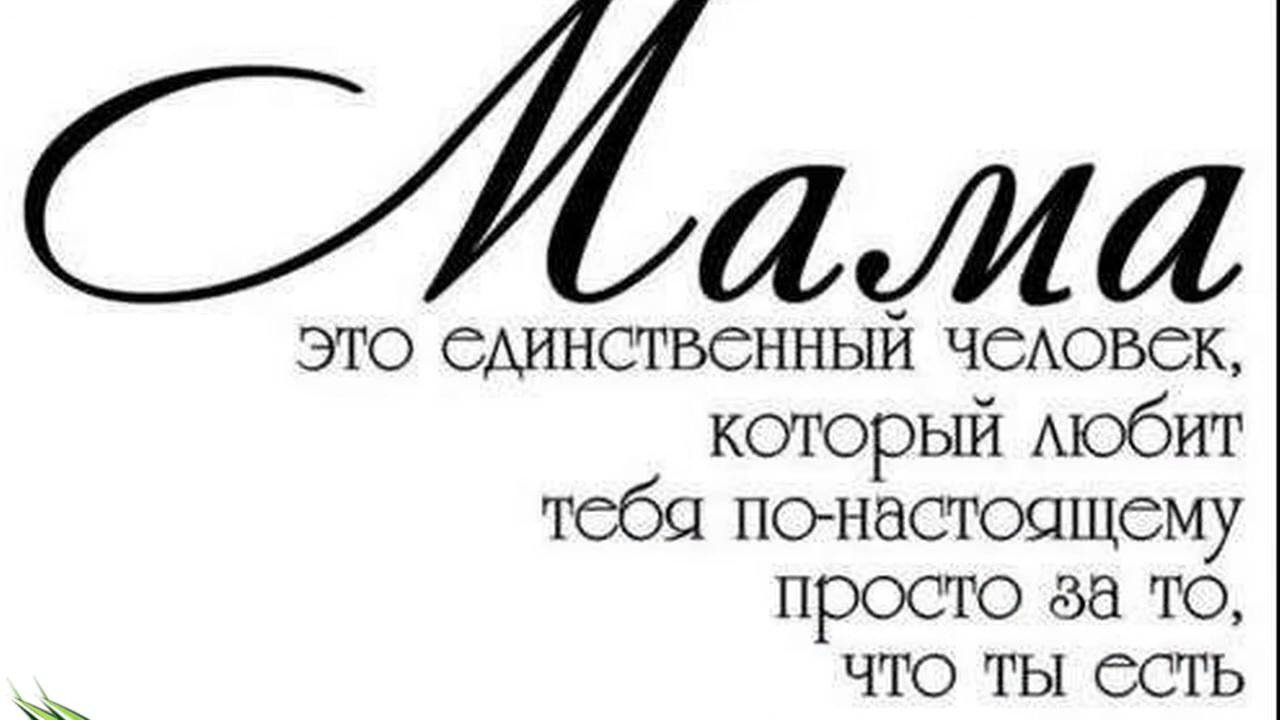 Мама
это единственный человек,
который любит
тебя по-настоящему
просто за то,
что ты есть